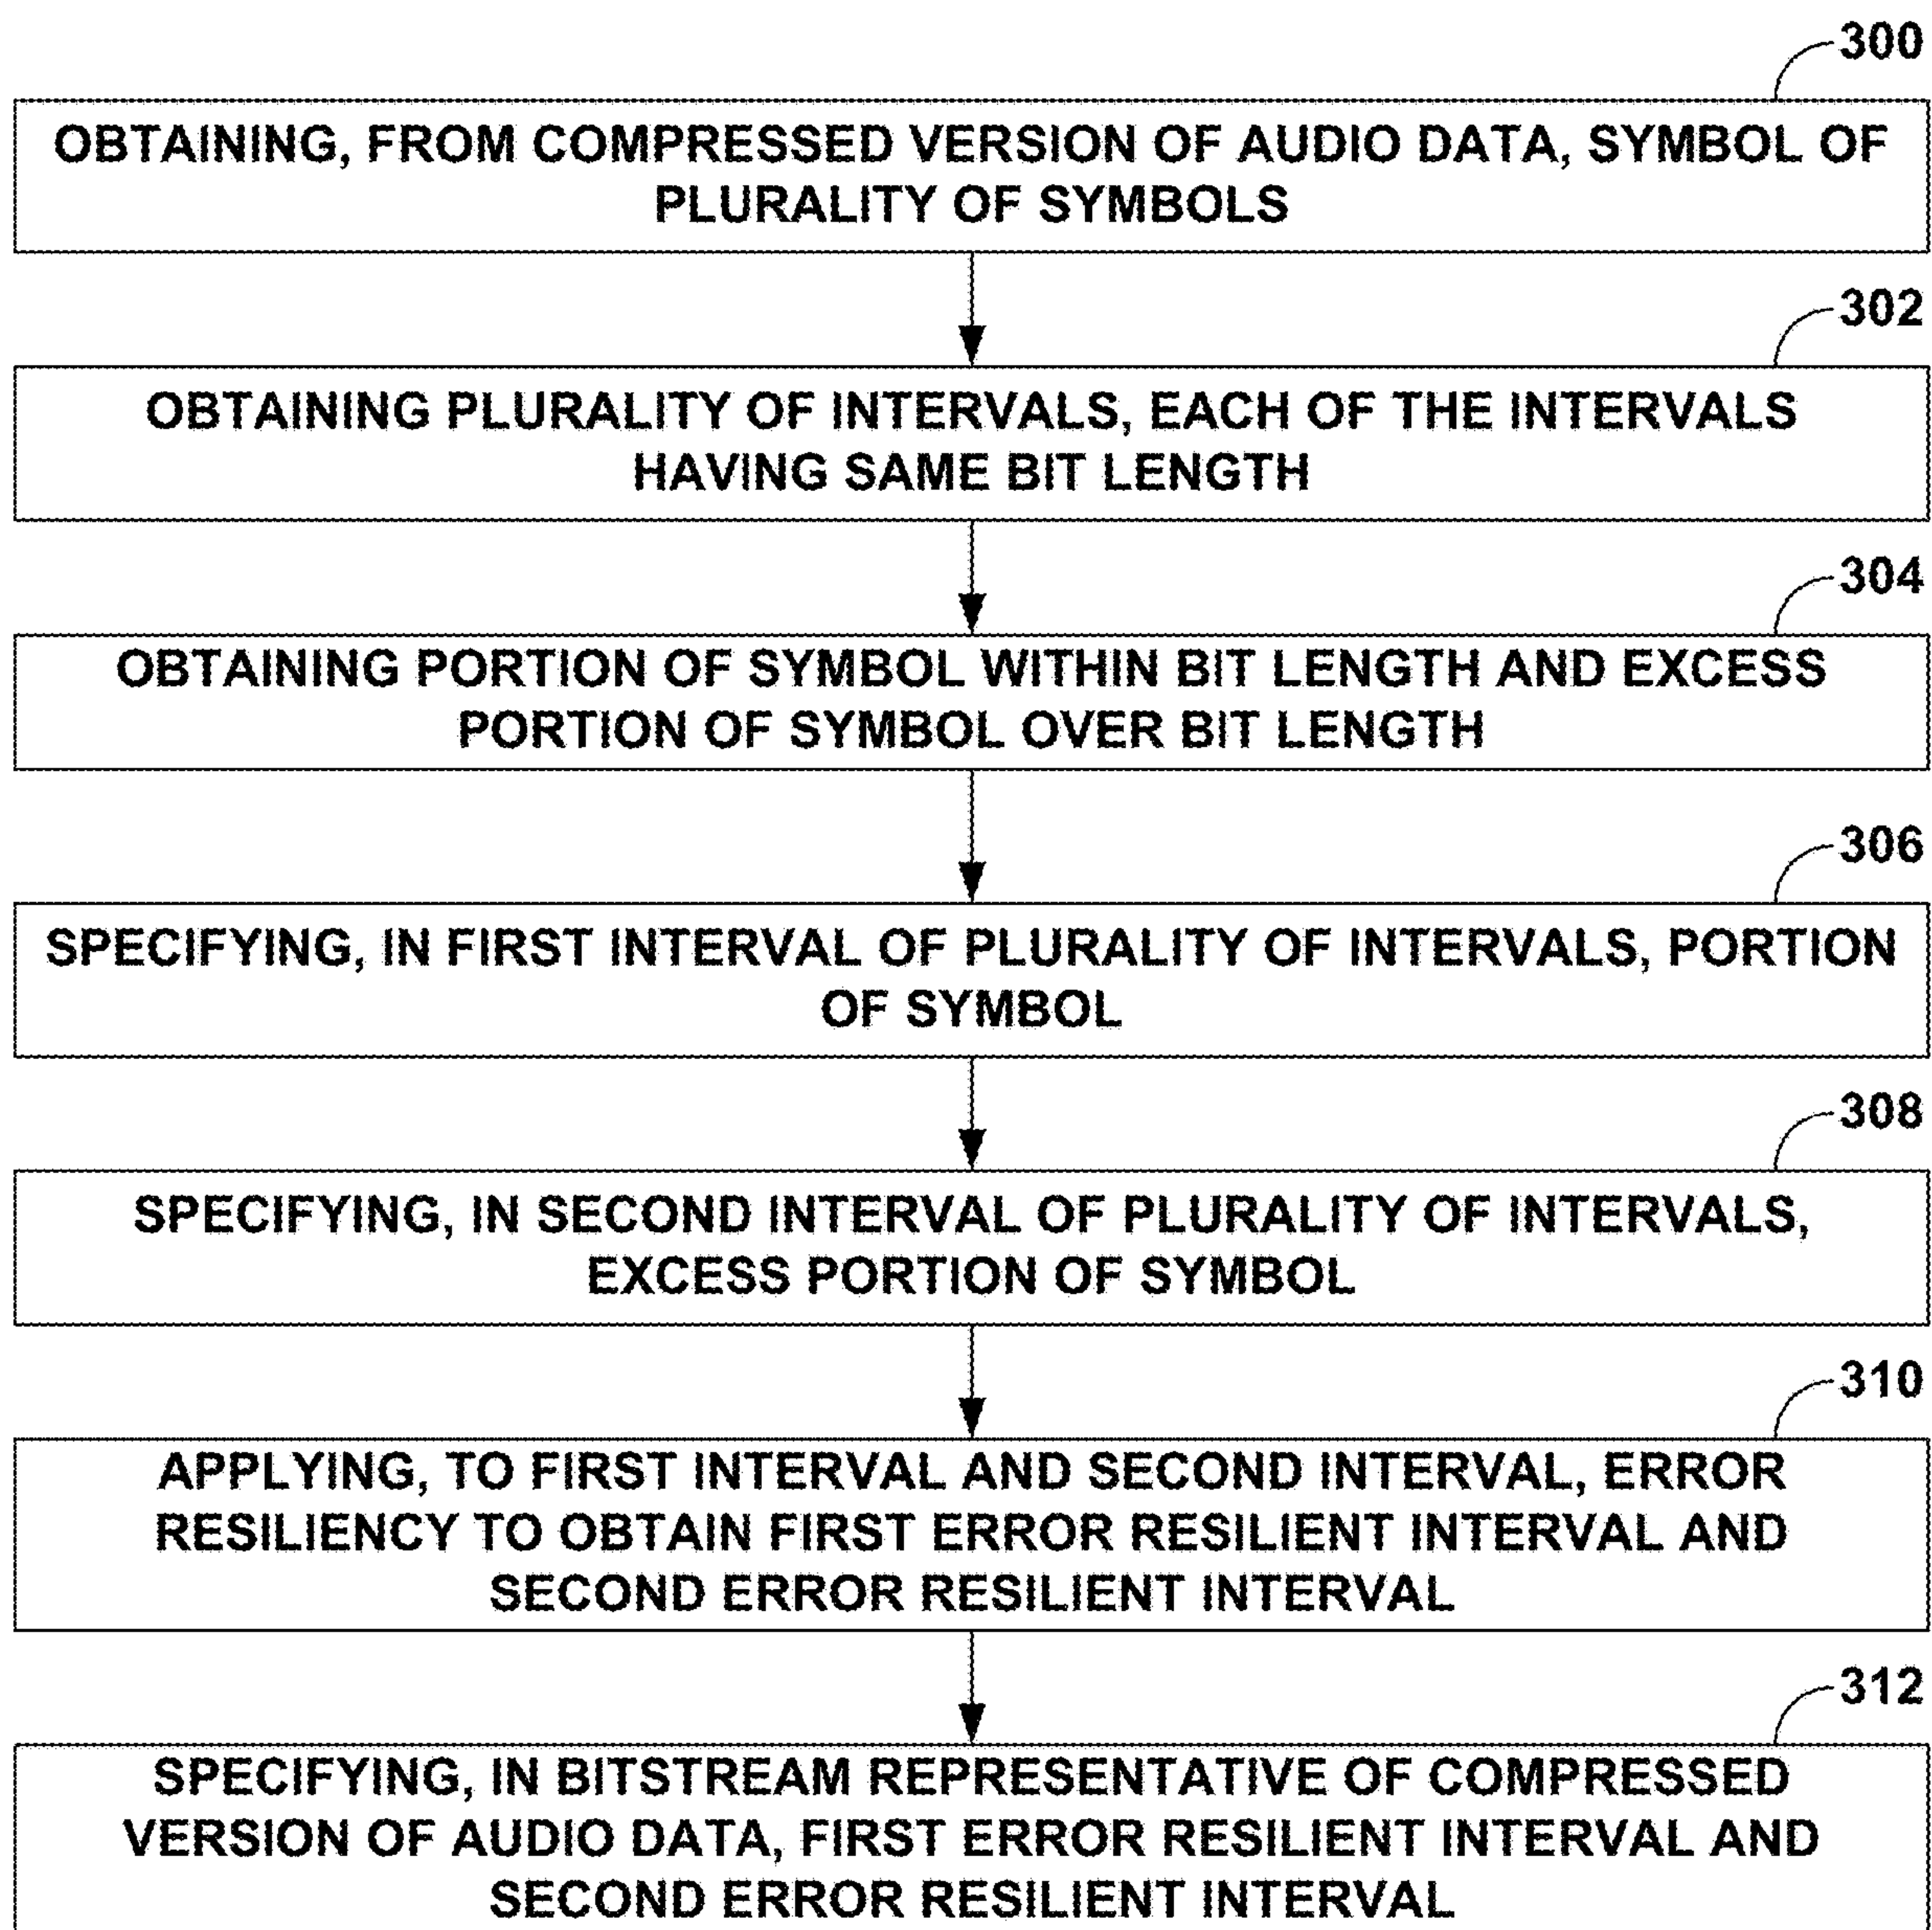 300
OBTAINING, FROM COMPRESSED VERSION OF AUDIO DATA, SYMBOL OF
PLURALITY OF SYMBOLS
302
OBTAINING PLURALITY OF INTERVALS, EACH OF THE INTERVALS
HAVING SAME BIT LENGTH
304
OBTAINING PORTION OF SYMBOL WITHIN BIT LENGTH AND EXCESS
PORTION OF SYMBOL OVER BIT LENGTH
306
SPECIFYING, IN FIRST INTERVAL OF PLURALITY OF INTERVALS, PORTION
OF SYMBOL
308
SPECIFYING, IN SECOND INTERVAL OF PLURALITY OF INTERVALS,
EXCESS PORTION OF SYMBOL
310
APPLYING, TO FIRST INTERVAL AND SECOND INTERVAL, ERROR
RESILIENCY TO OBTAIN FIRST ERROR RESILIENT INTERVAL AND
SECOND ERROR RESILIENT INTERVAL
312
SPECIFYING, IN BITSTREAM REPRESENTATIVE OF COMPRESSED
VERSION OF AUDIO DATA, FIRST ERROR RESILIENT INTERVAL AND
SECOND ERROR RESILIENT INTERVAL